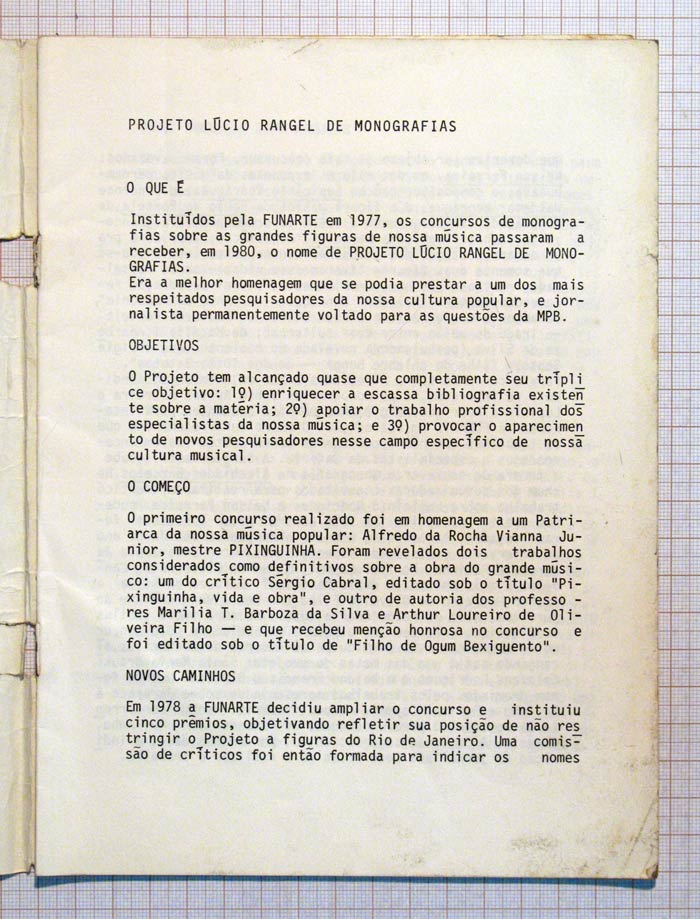 PROJETO LÚCIO RANGEL DE MONOGRAFIAS
O QUE É
Instituídos pela FUNARTE em 1977, os concursos de monogra-
fias sobre as grandes figuras de nossa música passaram a
receber, em 1980, o nome de PROJETO LÚCIO RANGEL DE MONO-
GRAFIAS.
Era a melhor homenagem que se podia prestar a um dos mais
respeitados pesquisadores da nossa cultura popular, e jor-
nalista permanentemente voltado para as questões da MPB.
OBJETIVOS
O Projeto tem alcançado quase que completamente seu trípli
ce objetivo: 1º) enriquecer a escassa bibliografia existen
te sobre a matéria; 2º) apoiar o trabalho profissional dos
especialistas da nossa música; e 3º) provocar o aparecimen
to de novos pesquisadores nesse campo específico de nossa
cultura musical.
O COMEÇO
O primeiro concurso realizado foi em homenagem a um Patri-
arca da nossa música popular: Alfredo da Rocha Vianna Ju-
nior, mestre PIXINGUINHA. Foram revelados dois trabalhos
considerados como definitivos sobre a obra do grande músi-
co: um do crítico Sérgio Cabral, editado sob o título "Pi-
xinguinha, vida e obra", e outro de autoria dos professo -
res Marilia T. Barboza da Silva e Arthur Loureiro de Oli-
veira Filho — e que recebeu menção honrosa no concurso e
foi editado sob o título de "Filho de Ogum Bexiguento".
NOVOS CAMINHOS
Em 1978 a FUNARTE decidiu ampliar o concurso e instituiu
cinco prêmios, objetivando refletir sua posição de não res
tringir o Projeto a figuras do Rio de Janeiro. Uma comis-
são de críticos foi então formada para indicar os nomes